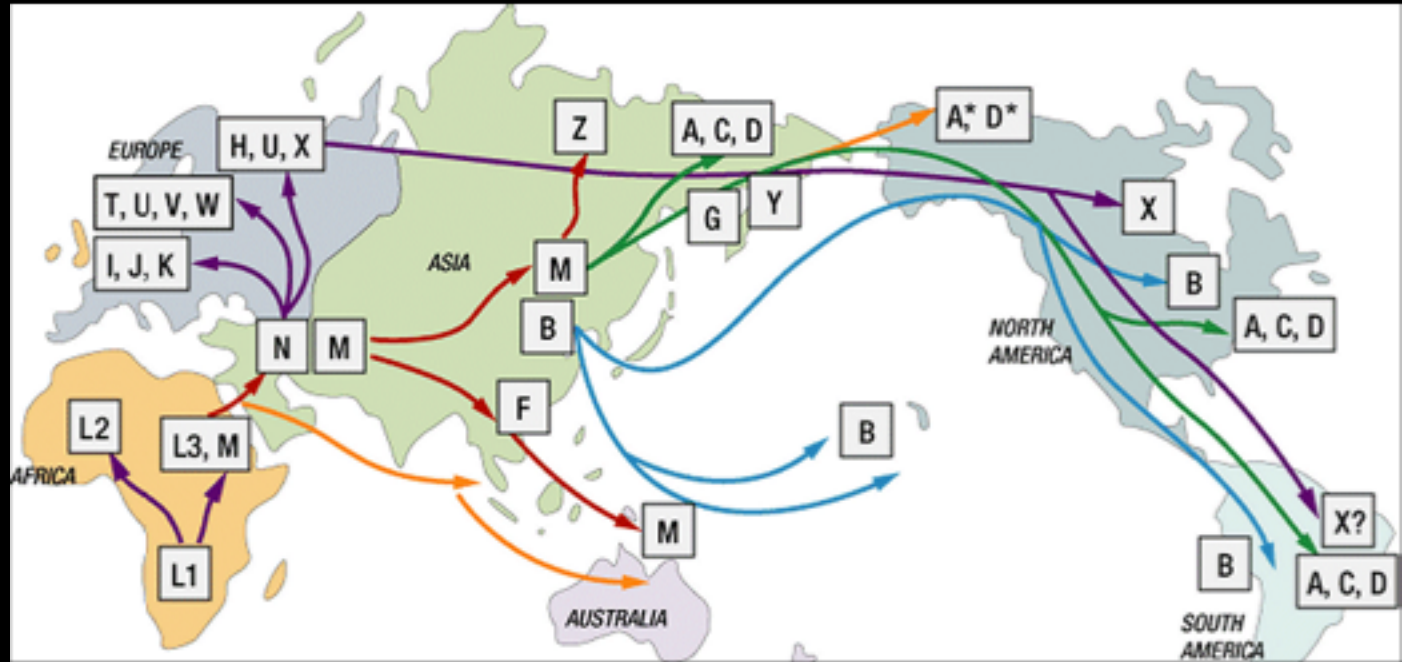 Z
A, C, D
A,* D*
EUROPE
H, U, X
T, U, V, W
G
Y
X
I, J, K
ASIA
M
B
B
N
M
NORTH
AMERICA
A, C, D
L2
L3, M
F
B
AFRICA
M
X?
L1
B
A, C, D
AUSTRALIA
SOUTH
AMERICA